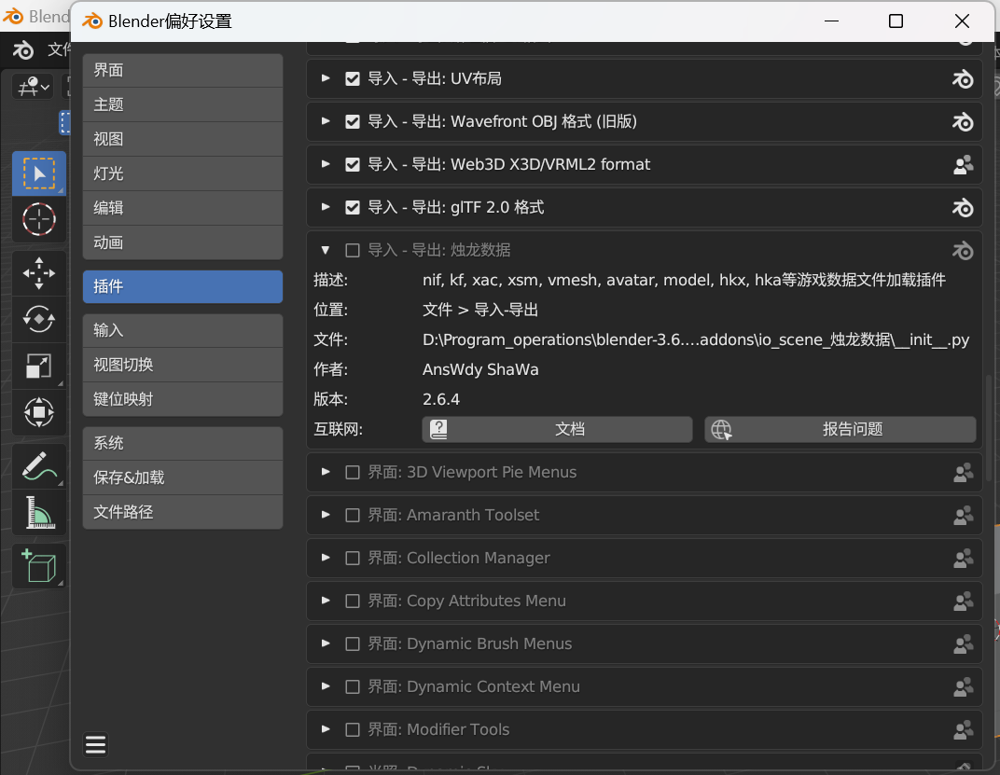 Blend
Blender偏好设置
文件
界面
主题
视图
灯光
编辑
动画
插件
输入
视图切换
键位映射
系统
保存&加载
文件路径
导入 - 导出: UV布局
导入 - 导出: Wavefront OBJ 格式 (旧版)
导入 - 导出: Web3D X3D/VRML2 format
导入 - 导出: glTF 2.0 格式
导入 - 导出: 烛龙数据
描述: nif, kf, xac, xsm, vmesh, avatar, model, hkx, hka等游戏数据文件加载插件
位置: 文件 > 导入-导出
文件: D:\Program_operations\blender-3.6....addons\io_scene_烛龙数据\__init__.py
作者: AnsWdy ShaWa
版本: 2.6.4
互联网: 文档 报告问题
界面: 3D Viewport Pie Menus
界面: Amaranth Toolset
界面: Collection Manager
界面: Copy Attributes Menu
界面: Dynamic Brush Menus
界面: Dynamic Context Menu
界面: Modifier Tools